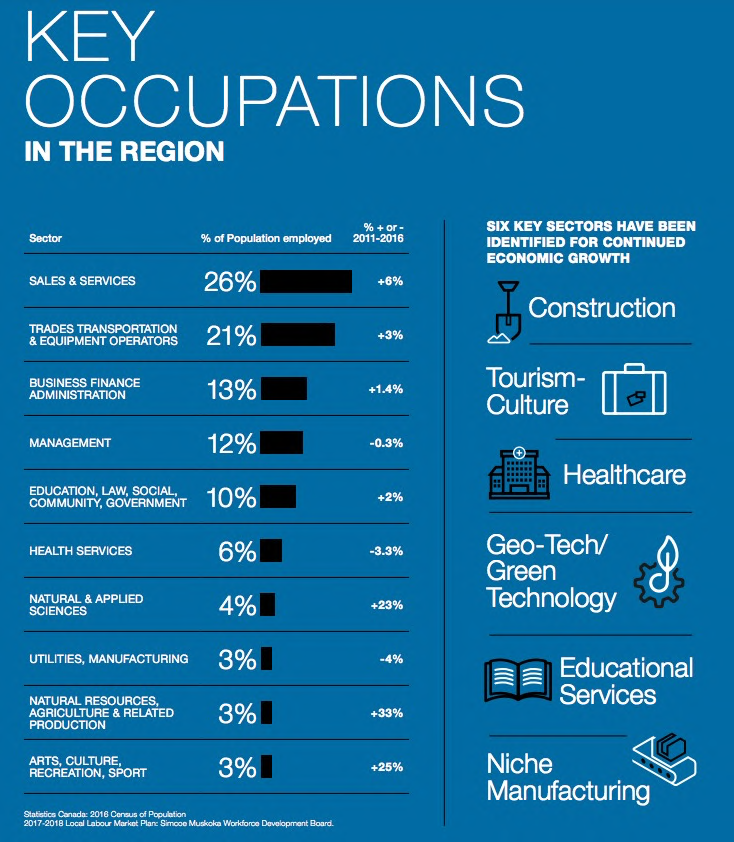 KEY
OCCUPATIONS
IN THE REGION
Sector
% of Population employed
% + or -
2011-2016
SALES & SERVICES
26%
+6%
TRADES TRANSPORTATION
& EQUIPMENT OPERATORS
21%
+3%
BUSINESS FINANCE
ADMINISTRATION
13%
+1.4%
MANAGEMENT
12%
-0.3%
EDUCATION, LAW, SOCIAL,
COMMUNITY, GOVERNMENT
10%
+2%
HEALTH SERVICES
6%
-3.3%
NATURAL & APPLIED
SCIENCES
4%
+23%
UTILITIES, MANUFACTURING
3%
-4%
NATURAL RESOURCES,
AGRICULTURE & RELATED
PRODUCTION
3%
+33%
ARTS, CULTURE,
RECREATION, SPORT
3%
+25%
Statistics Canada: 2016 Census of Population
2017-2018 Local Labour Market Plan: Simcoe Muskoka Workforce Development Board.
SIX KEY SECTORS HAVE BEEN
IDENTIFIED FOR CONTINUED
ECONOMIC GROWTH
Construction
Tourism-
Culture
Healthcare
Geo-Tech/
Green
Technology
Educational
Services
Niche
Manufacturing